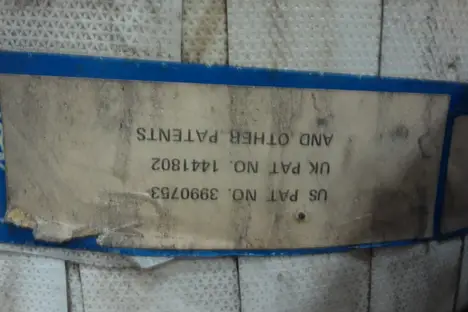 US PAT NO. 3990753
UK PAT NO. 1441802
AND OTHER PATENTS